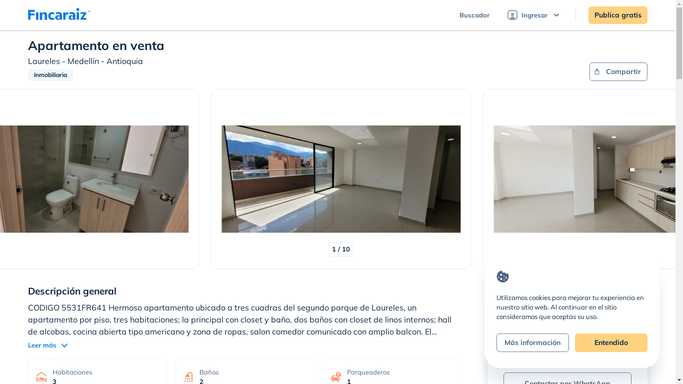 Fincaraiz
Buscador
Ingresar
Publica gratis
Apartamento en venta
Laureles - Medellín - Antioquia
Inmobiliaria
Compartir
1 / 10
Descripción general
CODIGO 5531FR641 Hermoso apartamento ubicado a tres cuadras del segundo parque de Laureles, un
apartamento por piso, tres habitaciones; la principal con closet y baño, dos baños con closet de linos internos; hall
de alcobas, cocina abierta tipo americano y zona de ropas, salon comedor comunicado con amplio balcon. El...
Leer más
Habitaciones
3
Baños
2
Parqueaderos
1
Utilizamos cookies para mejorar tu experiencia en
nuestro sitio web. Al continuar en el sitio
consideramos que aceptas su uso.
Más información
Entendido
Contactar por WhatsApp